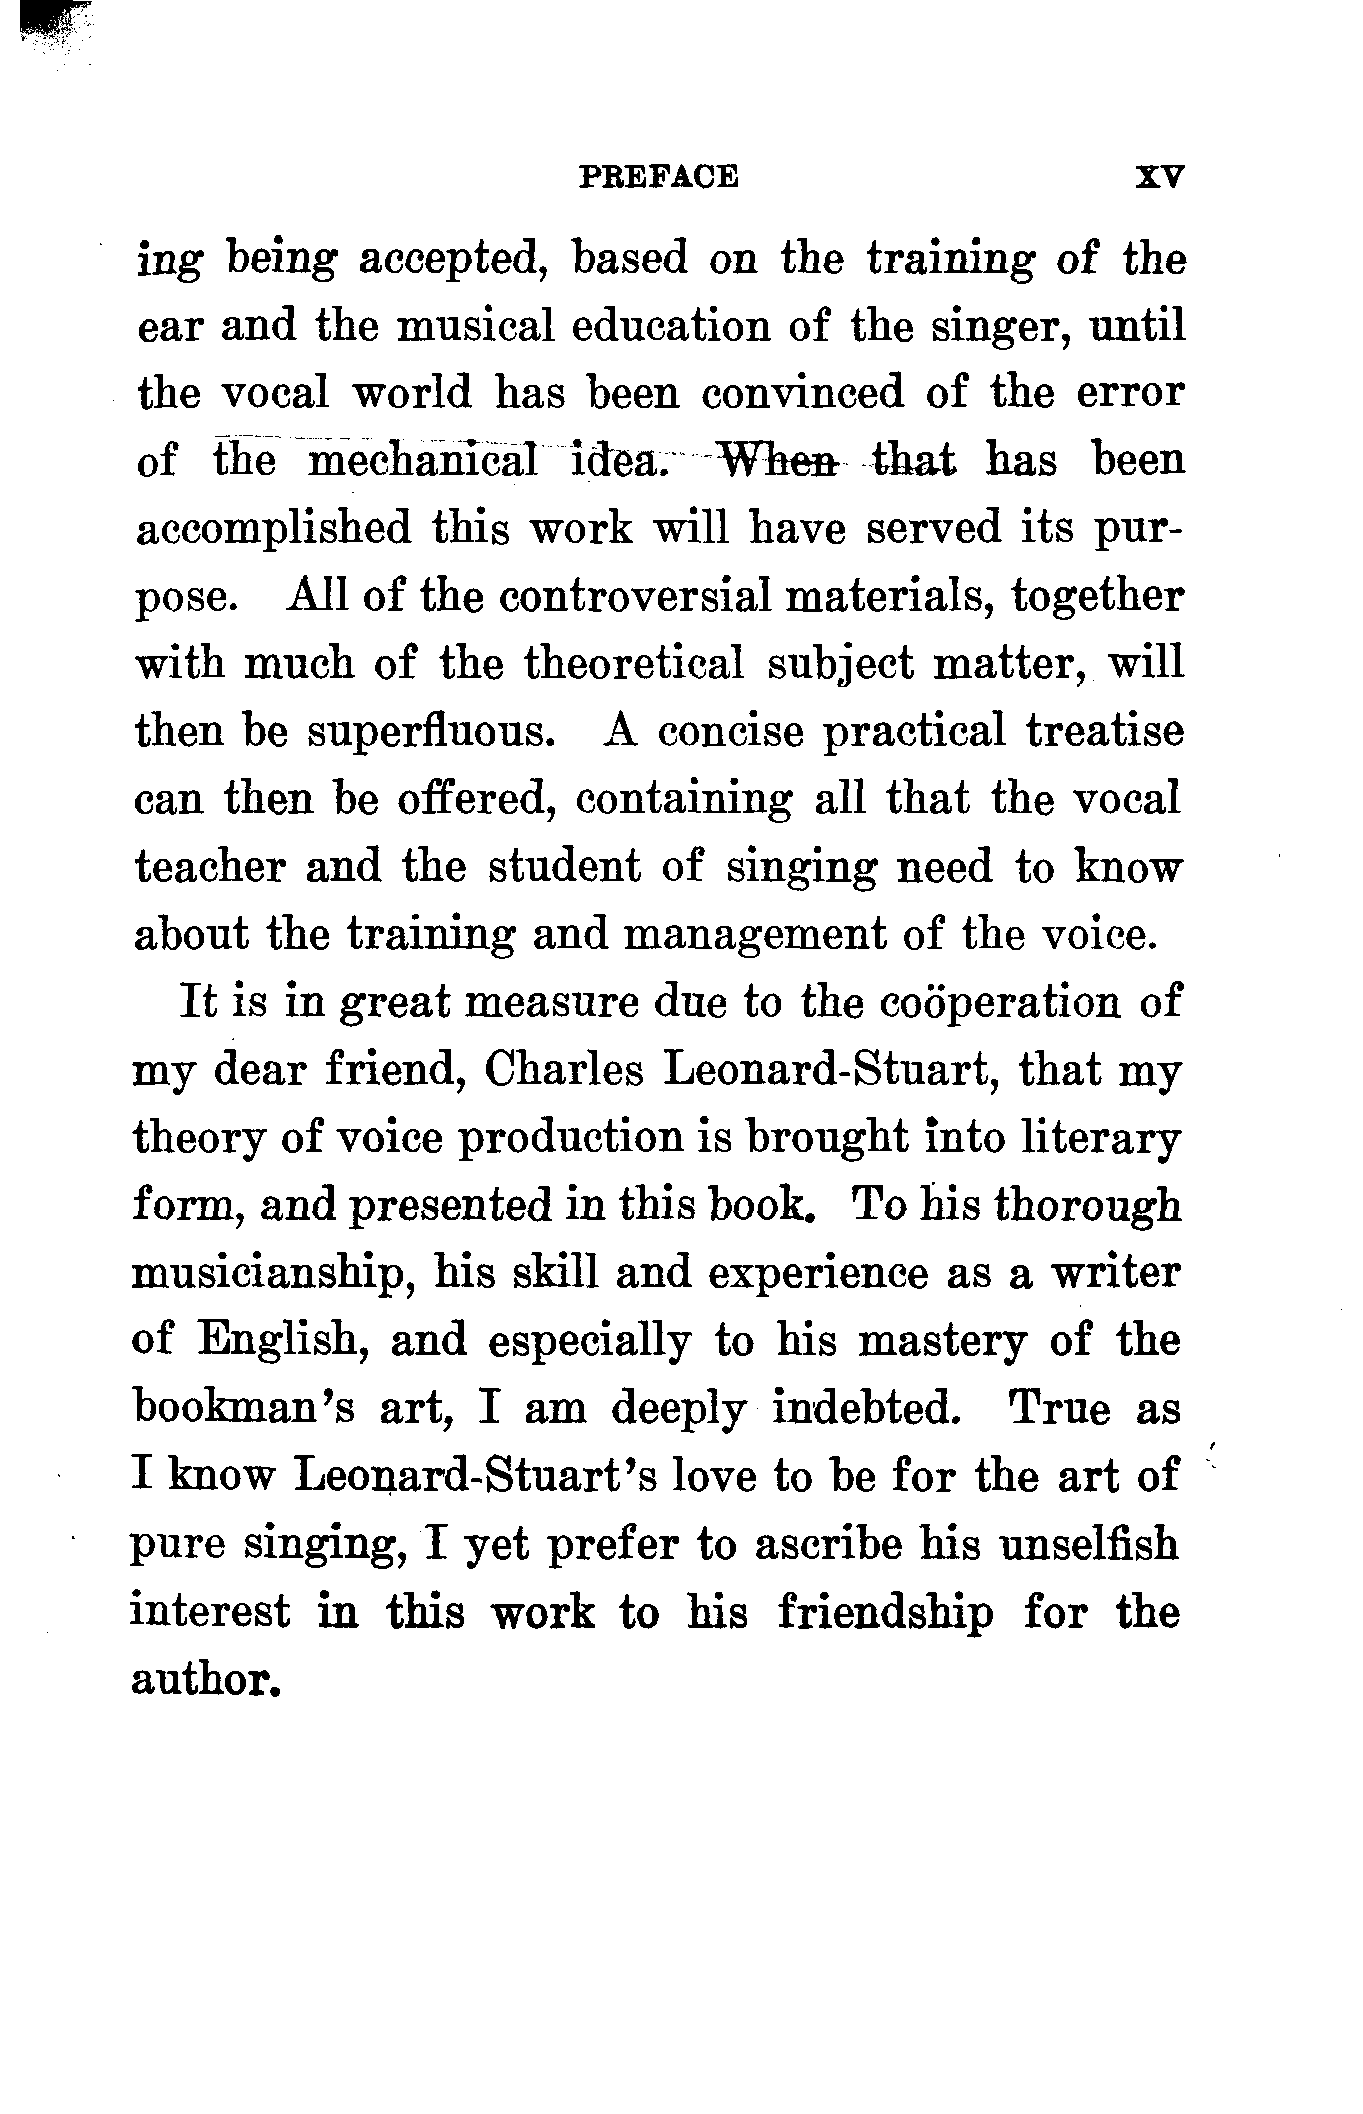 PREFACE XV
ing being accepted, based on the training of the
ear and the musical education of the singer, until
the vocal world has been convinced of the error
of the mechanical idea. When that has been
accomplished this work will have served its pur-
pose. All of the controversial materials, together
with much of the theoretical subject matter, will
then be superfluous. A concise practical treatise
can then be offered, containing all that the vocal
teacher and the student of singing need to know
about the training and management of the voice.
It is in great measure due to the coöperation of
my dear friend, Charles Leonard-Stuart, that my
theory of voice production is brought into literary
form, and presented in this book. To his thorough
musicianship, his skill and experience as a writer
of English, and especially to his mastery of the
bookman's art, I am deeply indebted. True as
I know Leonard-Stuart's love to be for the art of
pure singing, I yet prefer to ascribe his unselfish
interest in this work to his friendship for the
author.